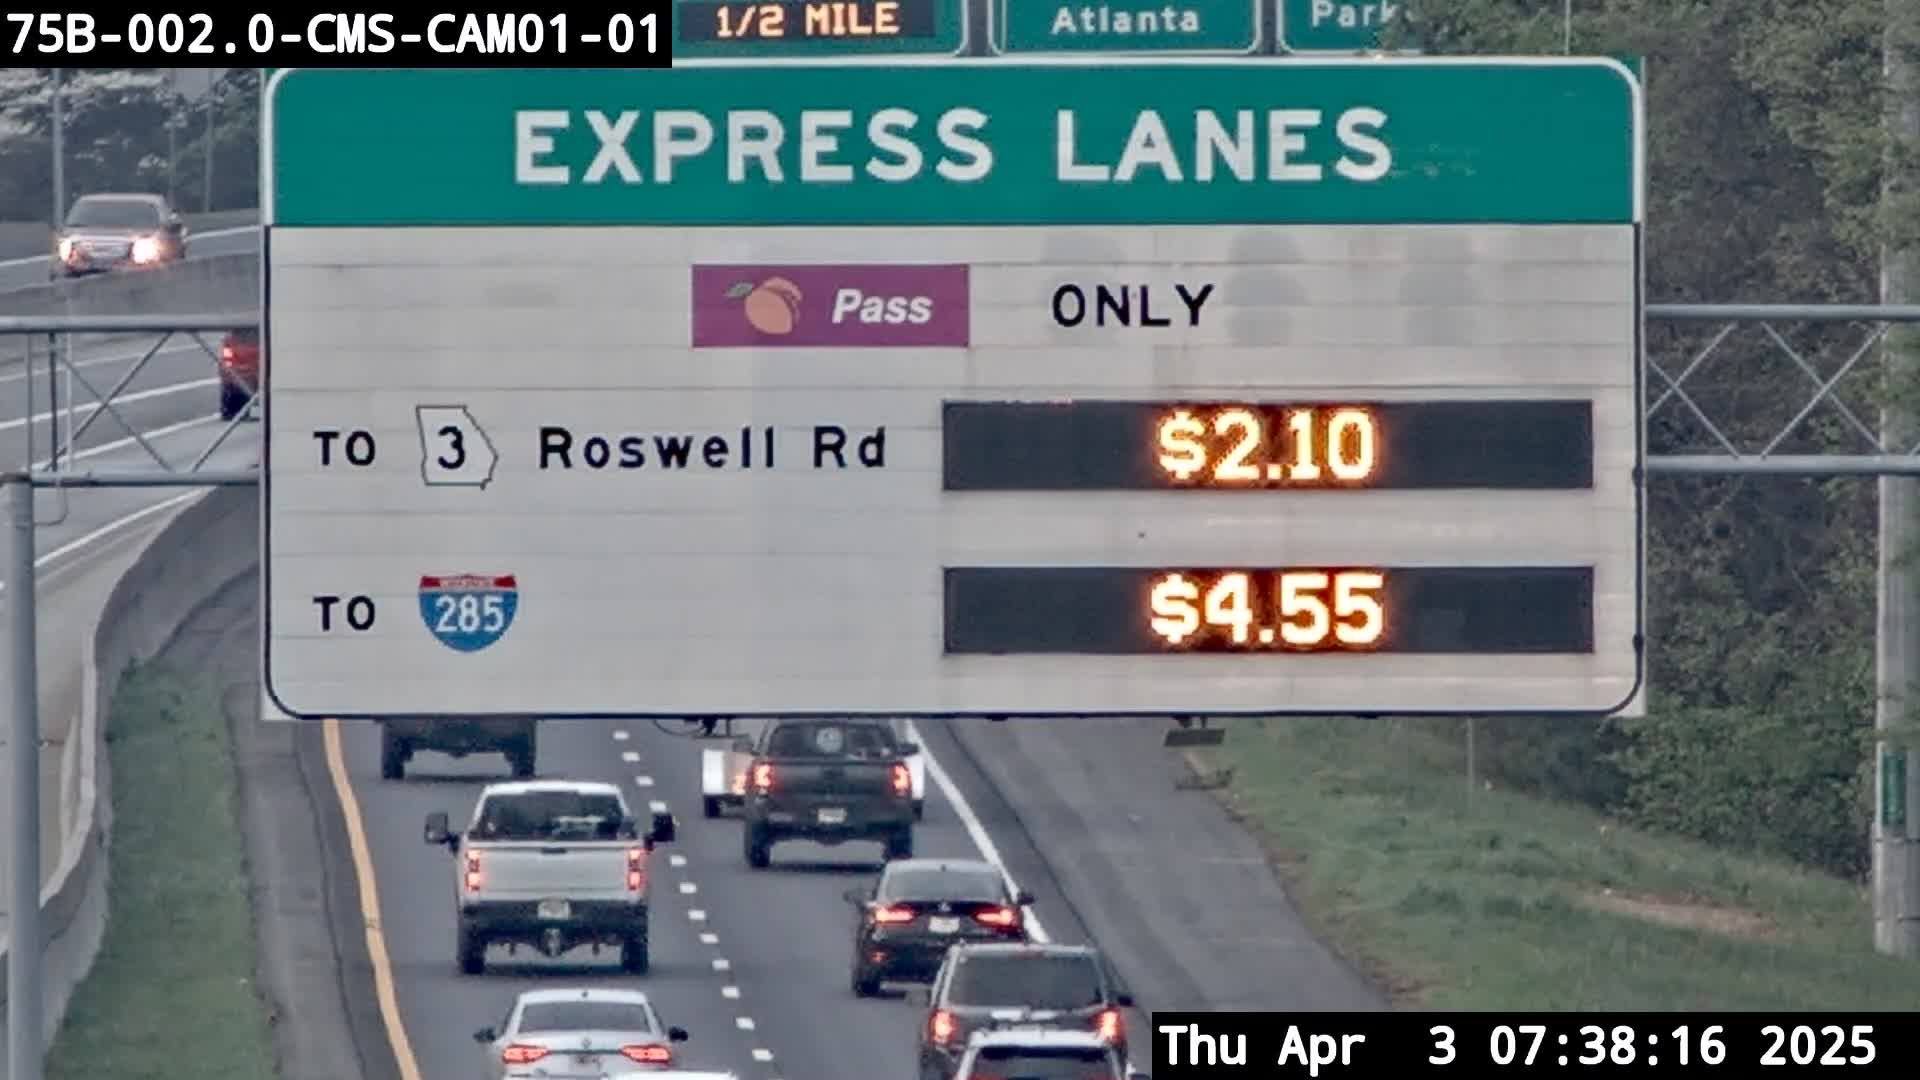 75B-002.0-CMS-CAM01-01
1/2 MILE
Atlanta
Park
EXPRESS LANES
Pass ONLY
TO 3 Roswell Rd $2.10
TO 285 $4.55
Thu Apr 3 07:38:16 2025